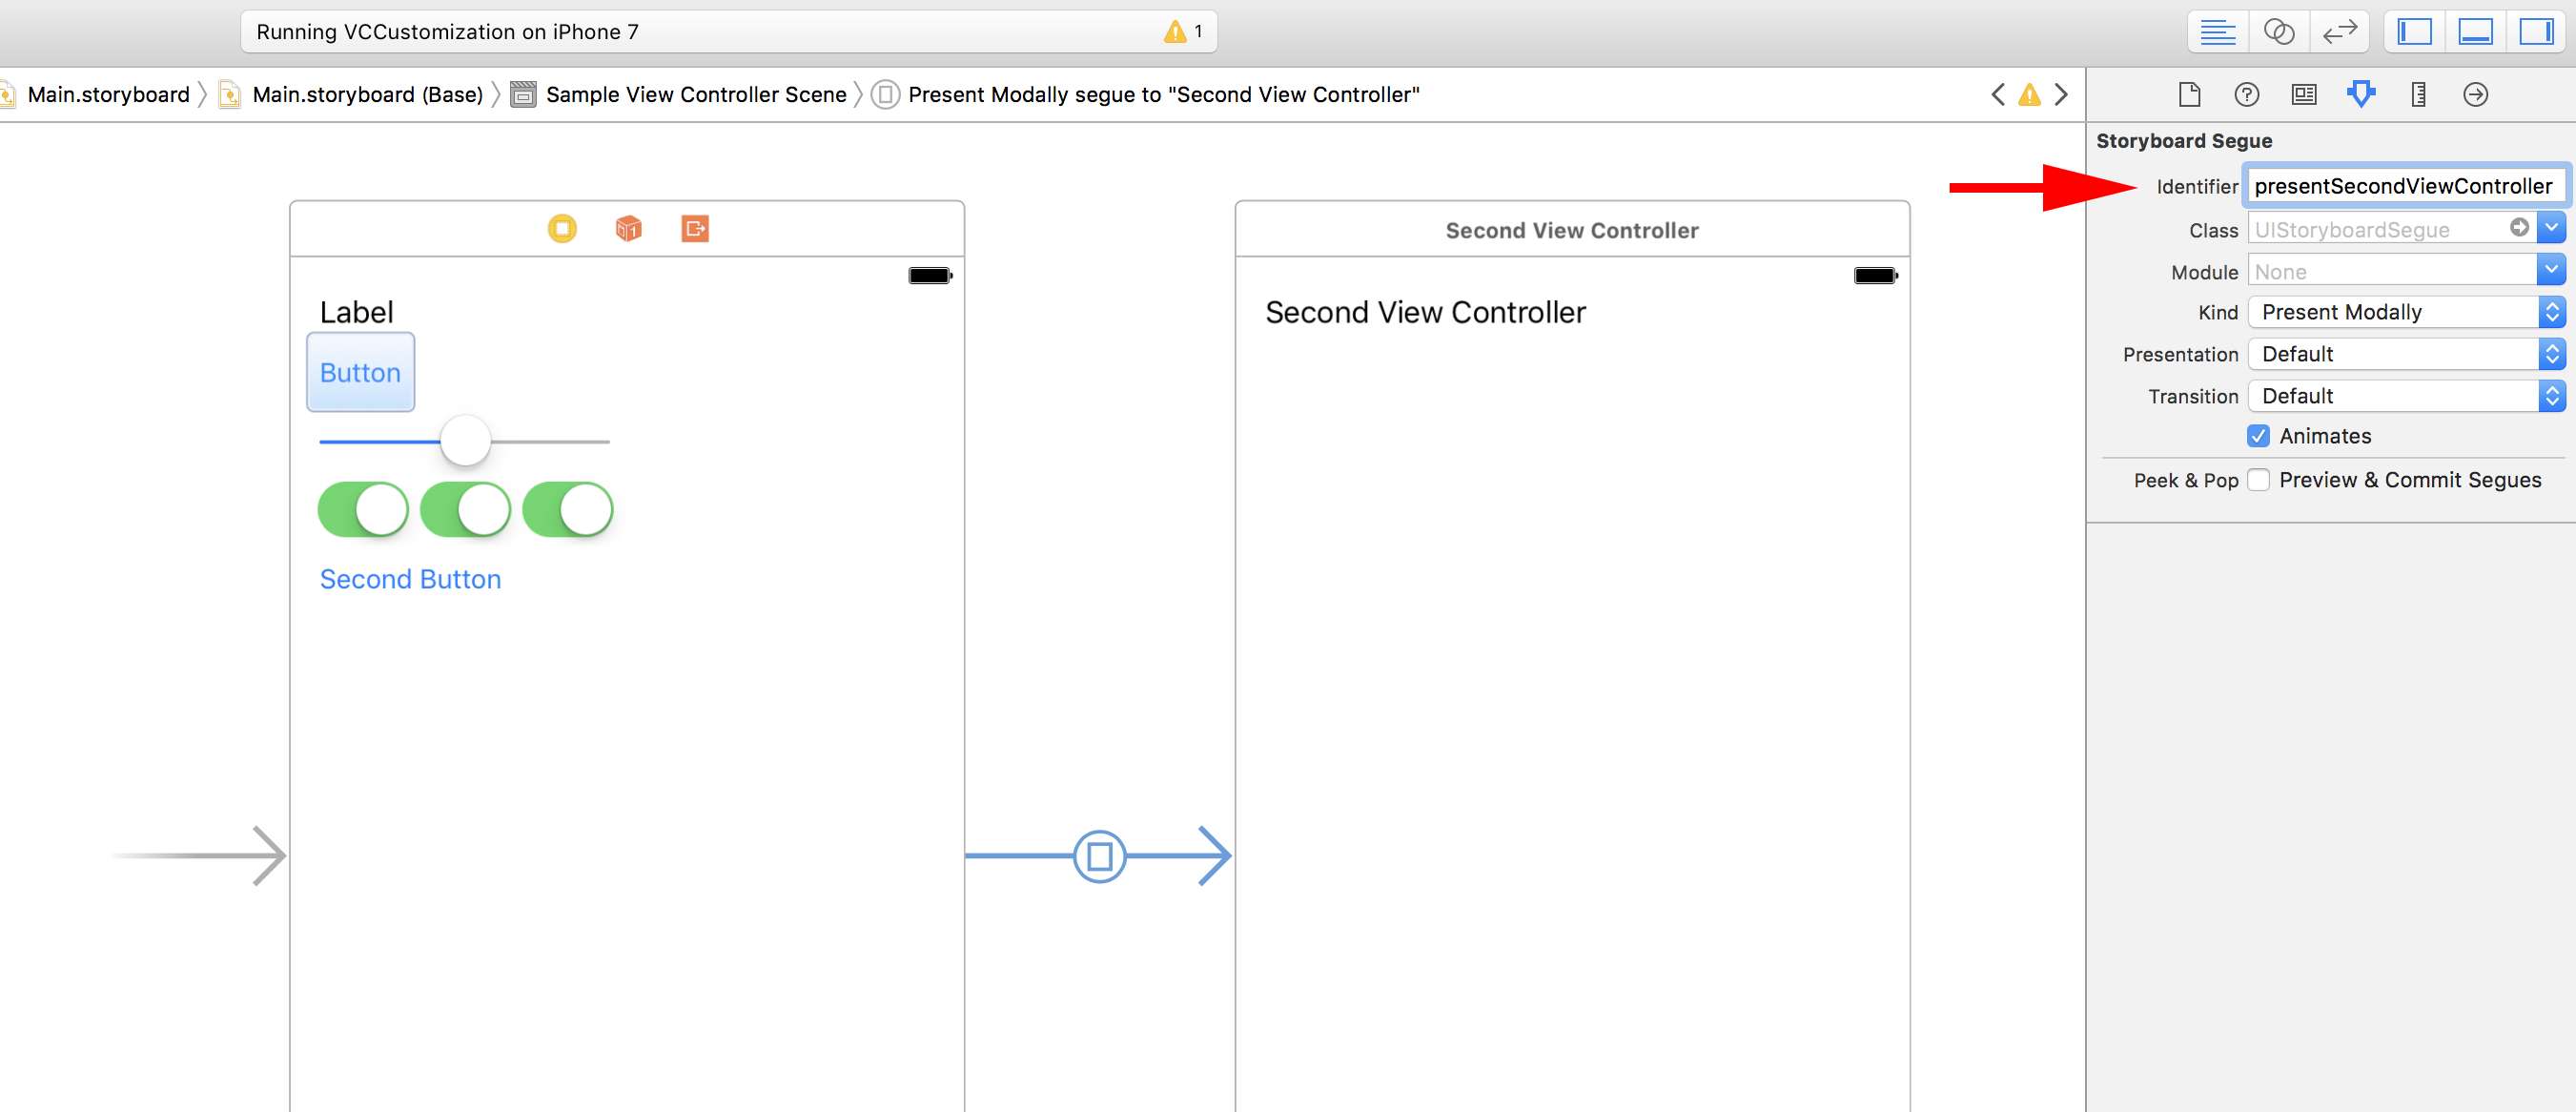 Running VCCustomization on iPhone 7
1
Main.storyboard
Main.storyboard (Base)
Sample View Controller Scene
Present Modally segue to "Second View Controller"
Storyboard Segue
Identifier presentSecondViewController
Class UIStoryboardSegue
Module None
Kind Present Modally
Presentation Default
Transition Default
Animates
Peek & Pop Preview & Commit Segues
Label
Button
Second Button
Second View Controller
Second View Controller